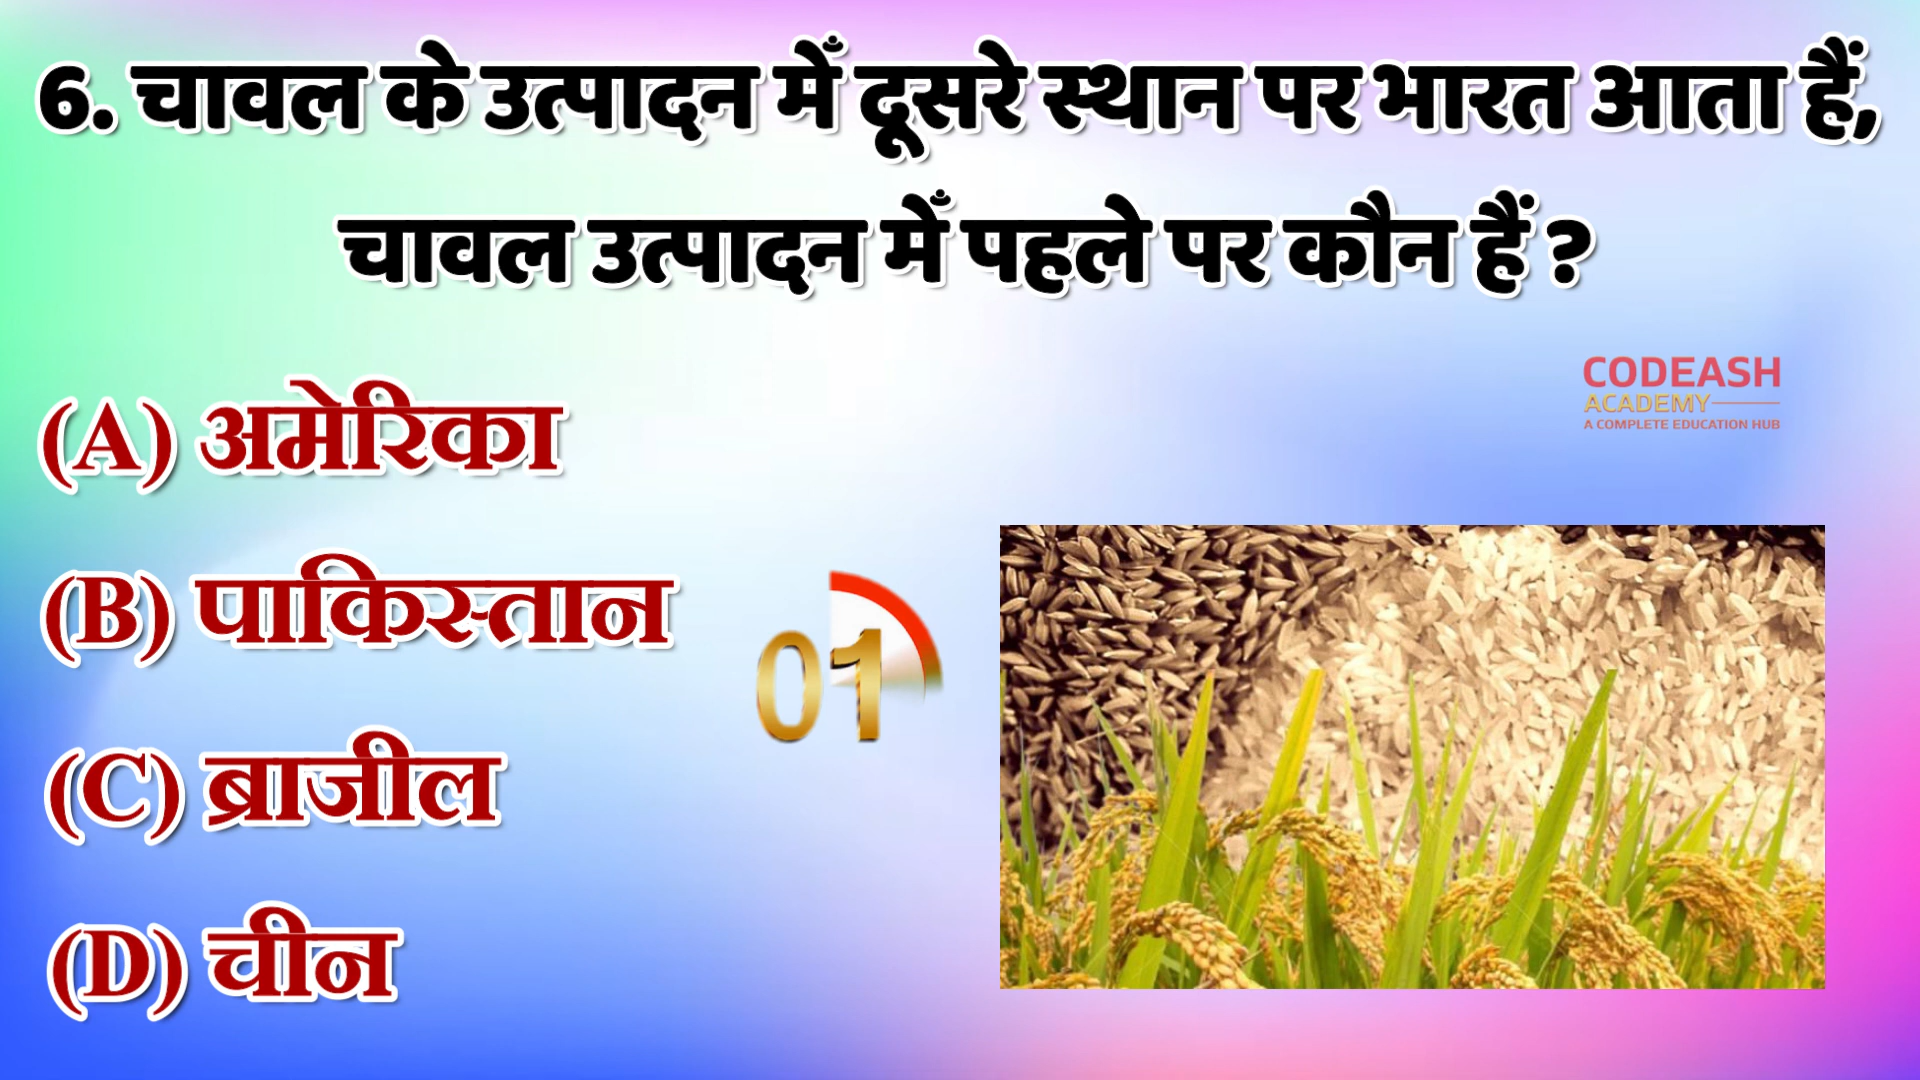 6. चावल के उत्पादन मेँ दूसरे स्थान पर भारत आता हैं,
चावल उत्पादन मेँ पहले पर कौन हैं ?
CODEASH
ACADEMY
A COMPLETE EDUCATION HUB
(A) अमेरिका
(B) पाकिस्तान
01
(C) ब्राजील
(D) चीन